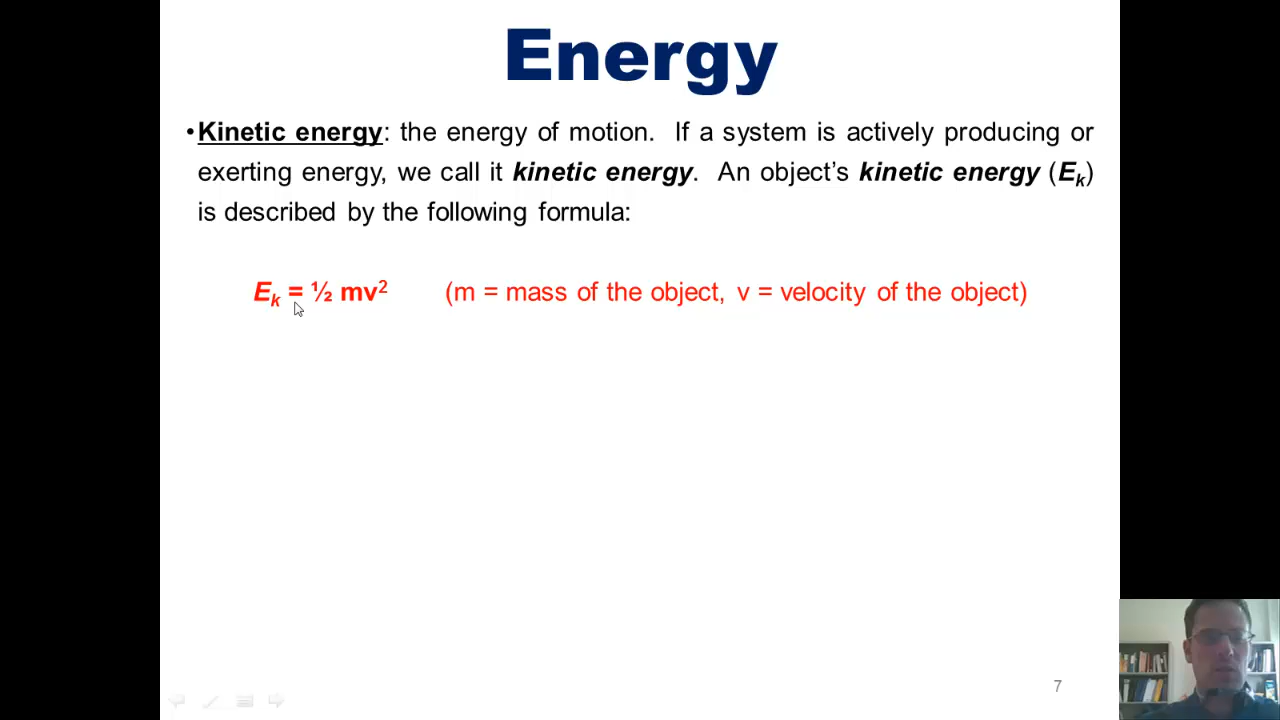 Energy
•Kinetic energy: the energy of motion. If a system is actively producing or
exerting energy, we call it kinetic energy. An object's kinetic energy (Ek)
is described by the following formula:
Ek = ½ mv² (m = mass of the object, v = velocity of the object)
7